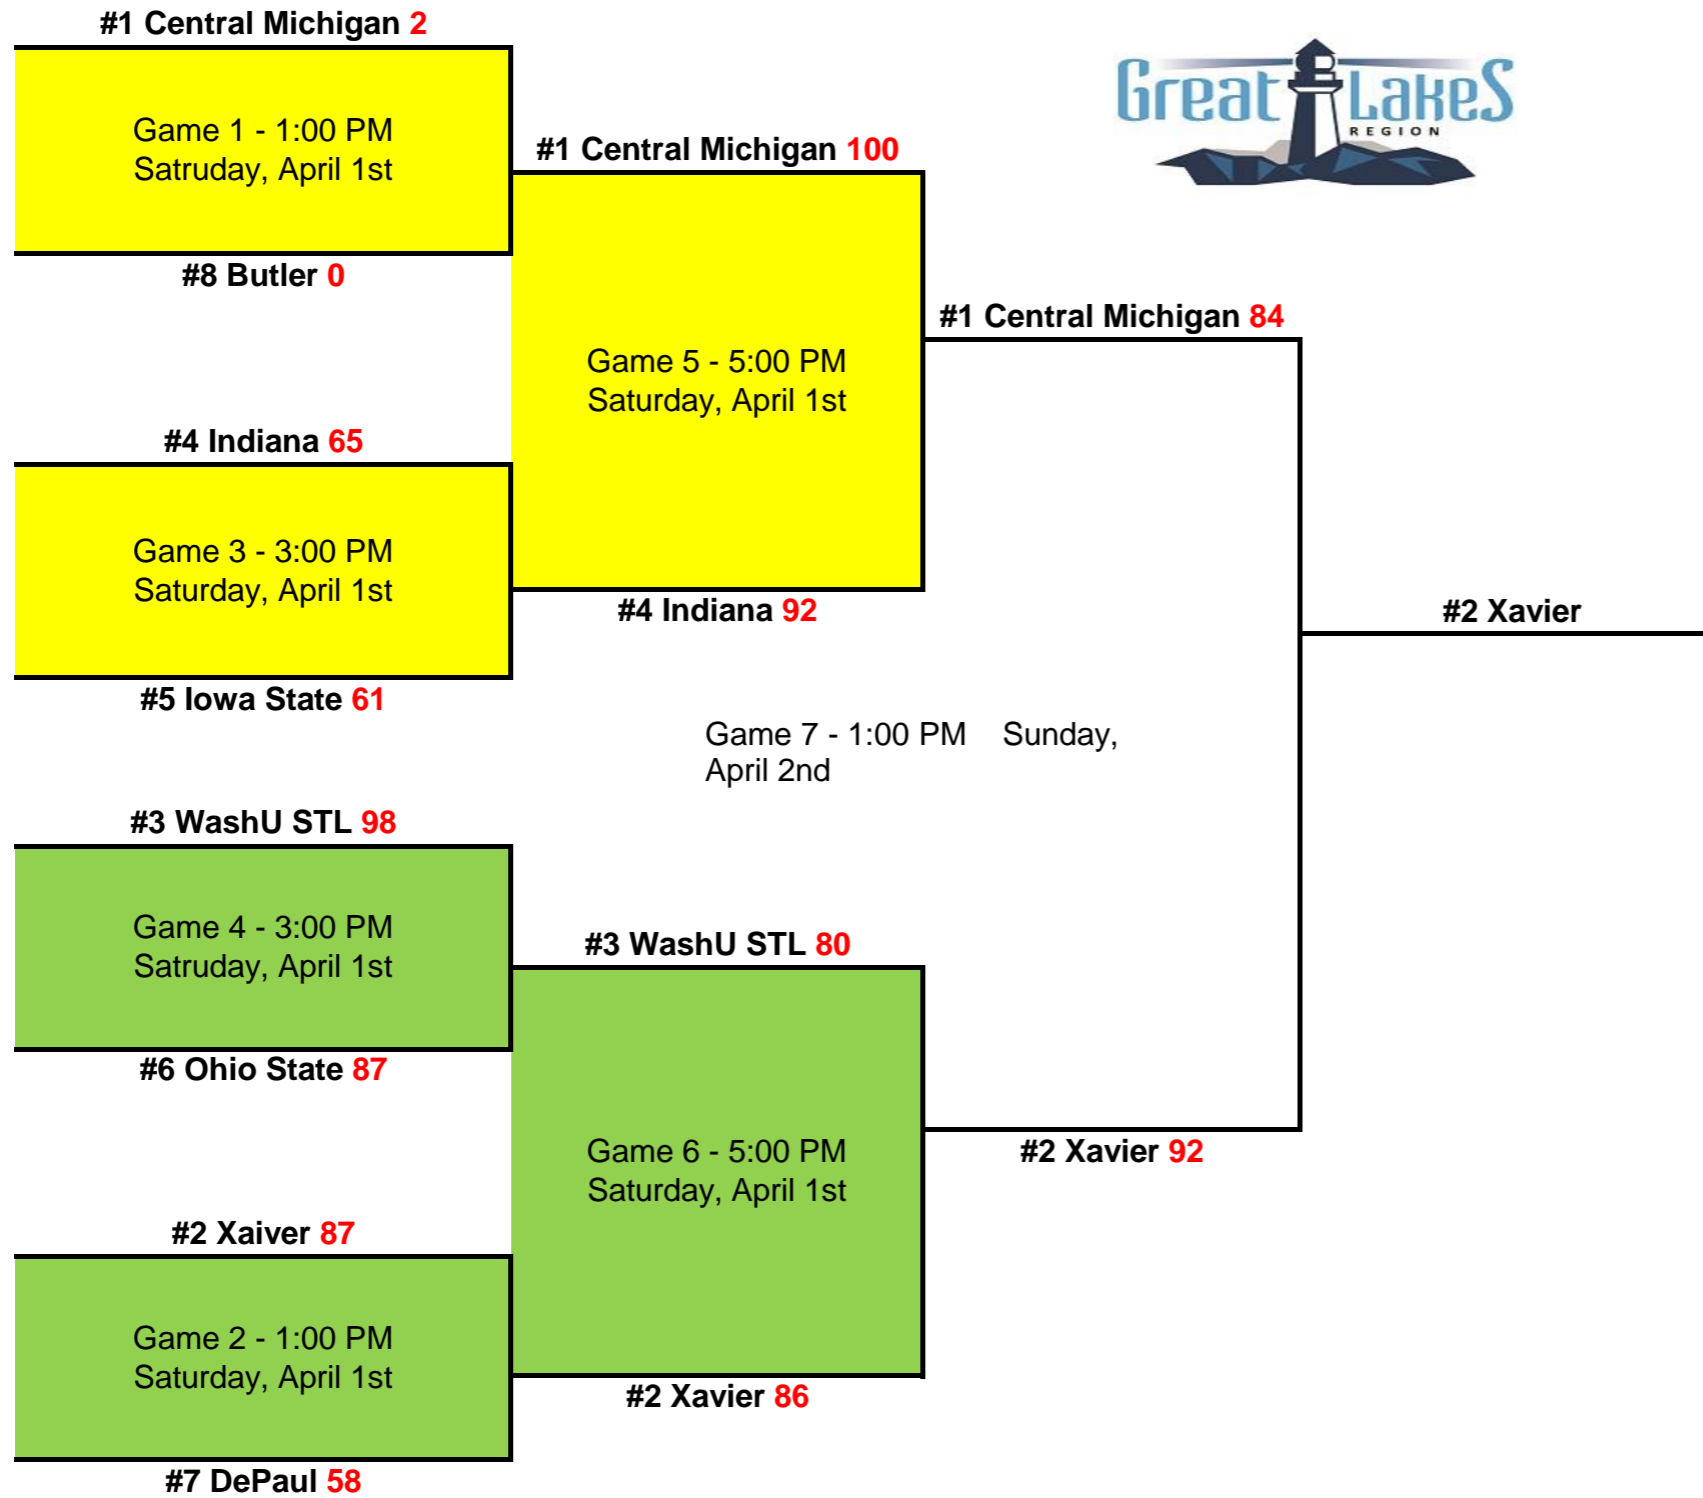 #1 Central Michigan 2
Great Lakes
REGION
Game 1 - 1:00 PM
Satruday, April 1st
#1 Central Michigan 100
#8 Butler 0
#1 Central Michigan 84
Game 5 - 5:00 PM
Saturday, April 1st
#4 Indiana 65
Game 3 - 3:00 PM
Saturday, April 1st
#4 Indiana 92
#2 Xavier
#5 Iowa State 61
Game 7 - 1:00 PM Sunday,
April 2nd
#3 WashU STL 98
Game 4 - 3:00 PM
Satruday, April 1st
#3 WashU STL 80
#6 Ohio State 87
Game 6 - 5:00 PM
Saturday, April 1st
#2 Xavier 92
#2 Xaiver 87
Game 2 - 1:00 PM
Saturday, April 1st
#2 Xavier 86
#7 DePaul 58